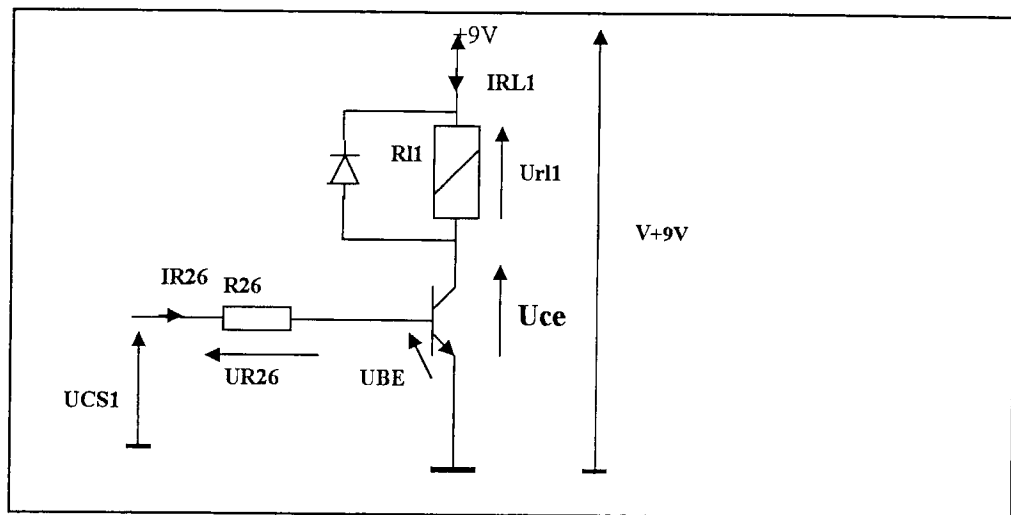 +9V
IRL1
Rl1
Url1
V+9V
IR26
R26
Uce
UR26
UBE
UCS1